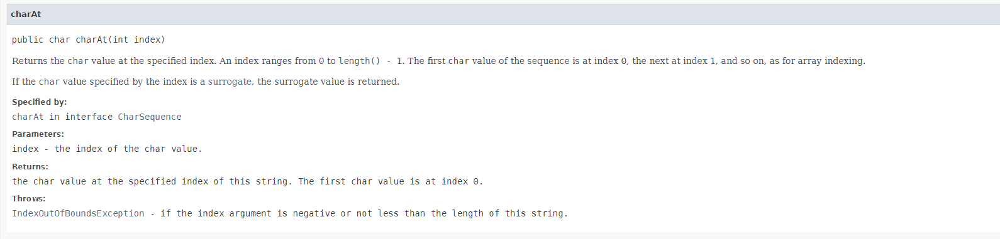 charAt
public char charAt(int index)
Returns the char value at the specified index. An index ranges from 0 to length() - 1. The first char value of the sequence is at index 0, the next at index 1, and so on, as for array indexing.
If the char value specified by the index is a surrogate, the surrogate value is returned.
Specified by:
charAt in interface CharSequence
Parameters:
index - the index of the char value.
Returns:
the char value at the specified index of this string. The first char value is at index 0.
Throws:
IndexOutOfBoundsException - if the index argument is negative or not less than the length of this string.